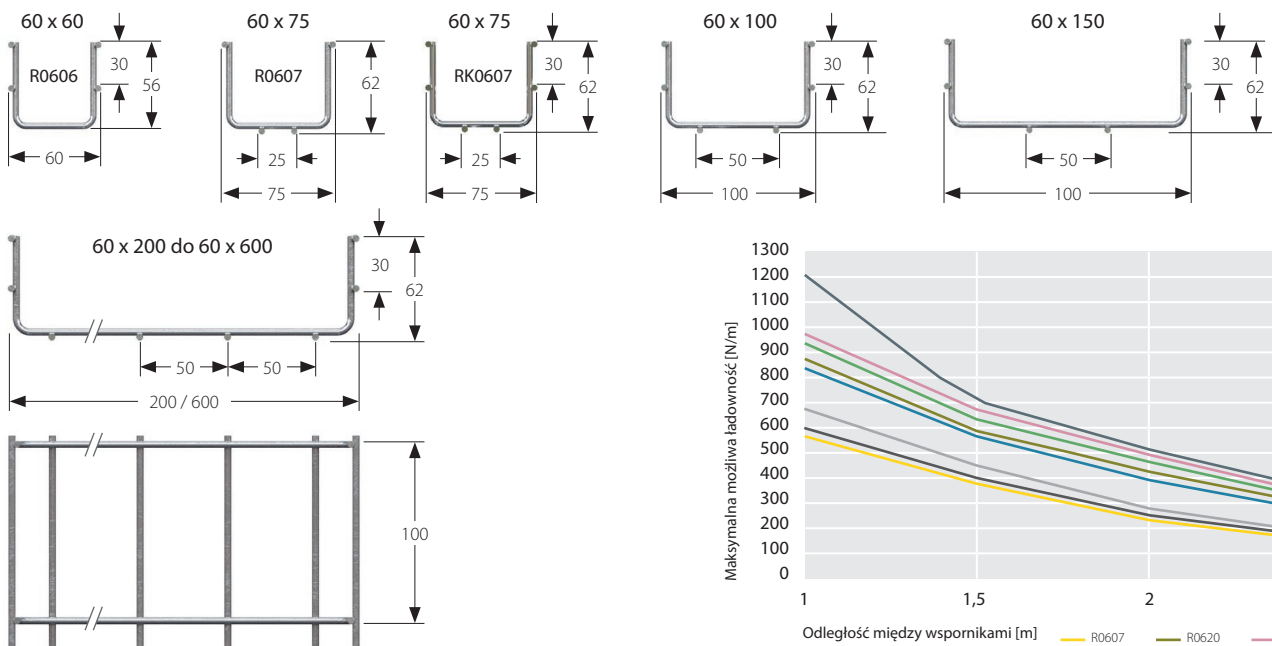 60 x 60
R0606
30
56
60
60 x 75
R0607
62
25
75
60 x 75
RK0607
30
62
25
75
60 x 100
30
62
50
100
60 x 150
30
62
50
100
60 x 200 do 60 x 600
30
62
50
50
200 / 600
100
Maksymalna możliwa ładowność [N/m]
1300
1200
1100
1000
900
800
700
600
500
400
300
200
100
0
1
1,5
2
Odległość między wspornikami [m]
R0607
R0620